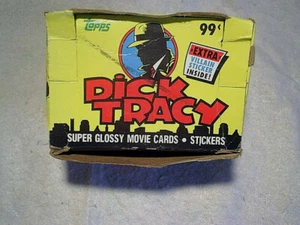 TOPPS
99¢
EXTRA
VILLAIN
STICKER
INSIDE!
DICK
TRACY
SUPER GLOSSY MOVIE CARDS • STICKERS